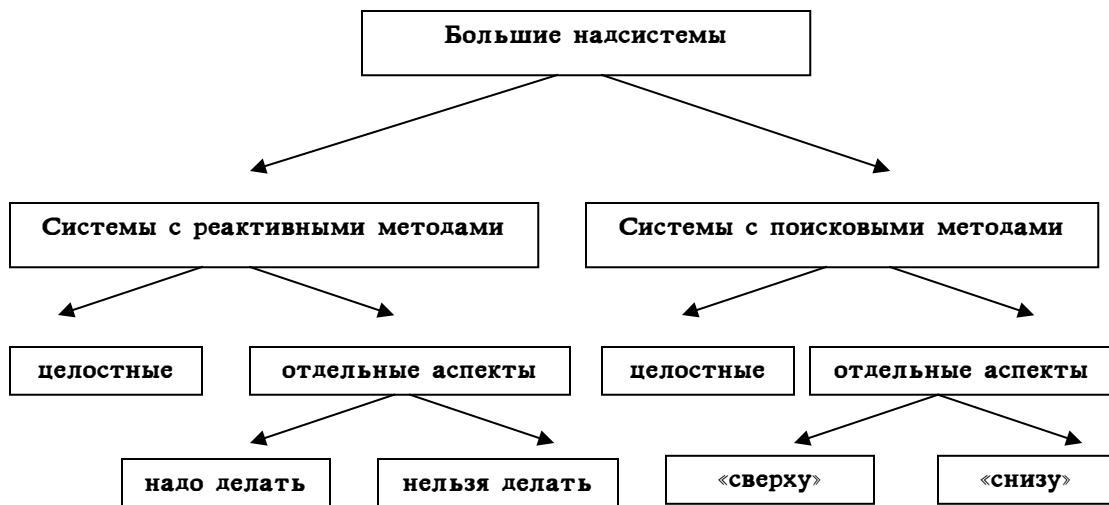 Большие надсистемы
Системы с реактивными методами
Системы с поисковыми методами
целостные
отдельные аспекты
целостные
отдельные аспекты
надо делать
нельзя делать
«сверху»
«снизу»